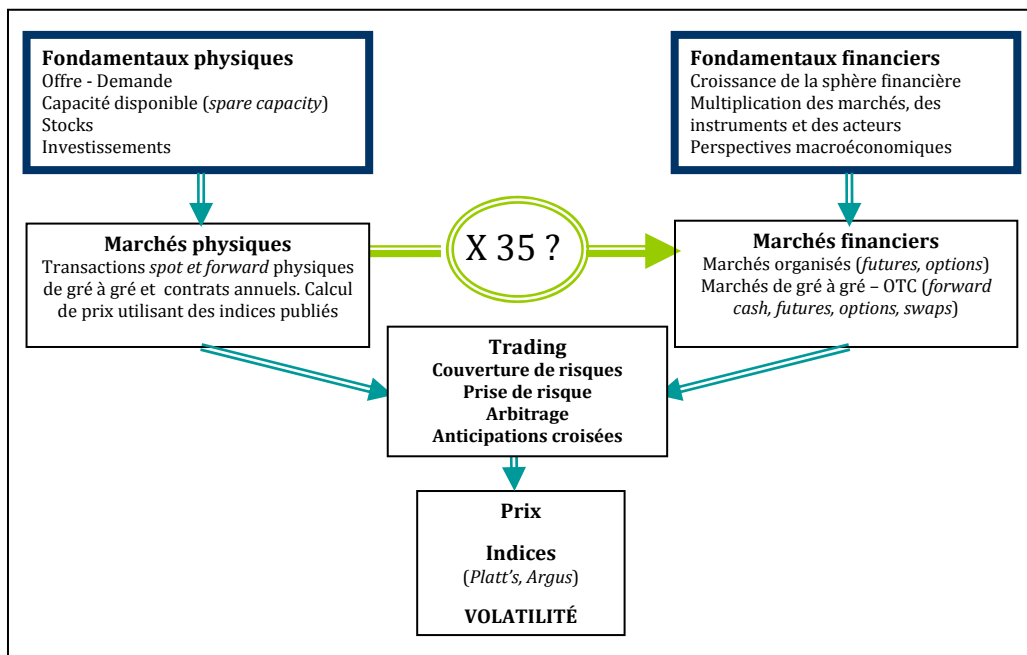 Fondamentaux physiques
Offre - Demande
Capacité disponible (spare capacity)
Stocks
Investissements
Fondamentaux financiers
Croissance de la sphère financière
Multiplication des marchés, des
instruments et des acteurs
Perspectives macroéconomiques
Marchés physiques
Transactions spot et forward physiques
de gré à gré et contrats annuels. Calcul
de prix utilisant des indices publiés
X 35 ?
Marchés financiers
Marchés organisés (futures, options)
Marchés de gré à gré – OTC (forward
cash, futures, options, swaps)
Trading
Couverture de risques
Prise de risque
Arbitrage
Anticipations croisées
Prix
Indices
(Platt's, Argus)
VOLATILITÉ